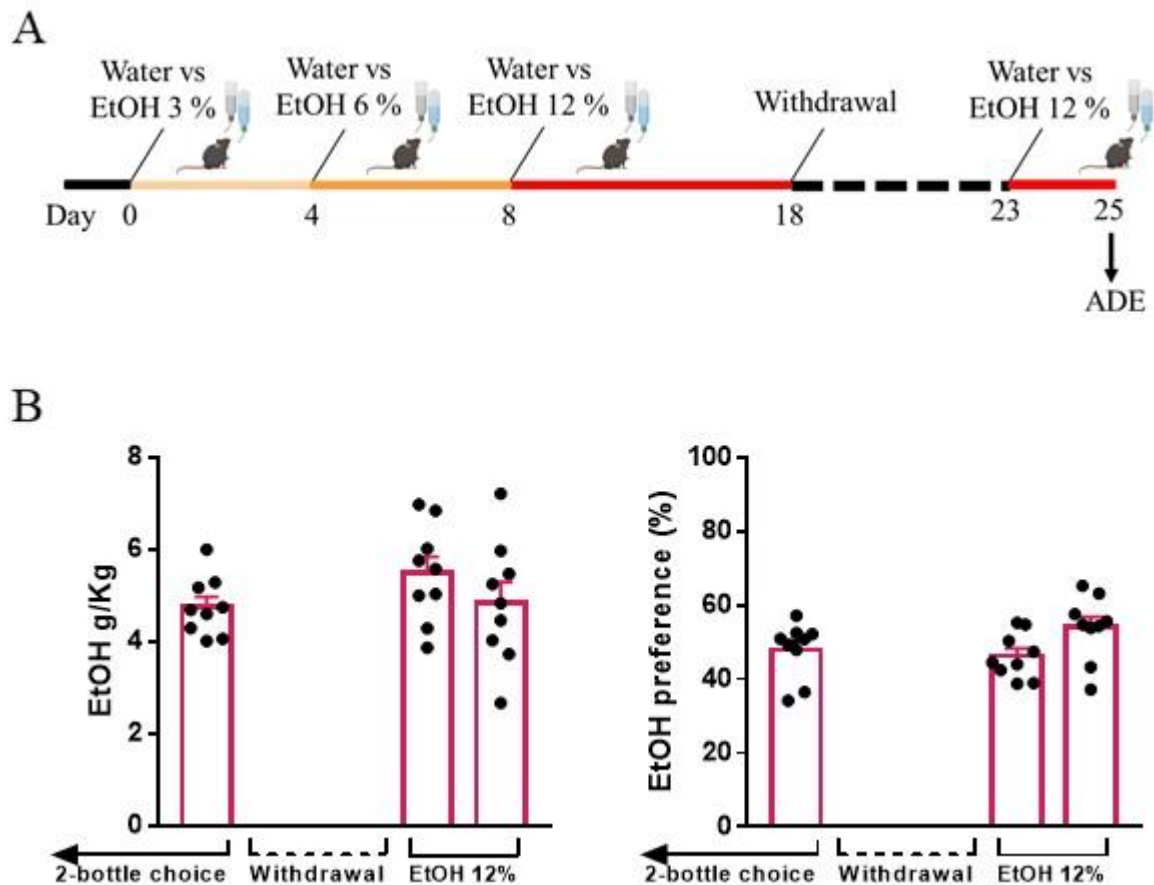 A
Water vs
EtOH 3 %
Water vs
EtOH 6 %
Water vs
EtOH 12 %
Withdrawal
Water vs
EtOH 12 %
Day 0 4 8 18 23 25
ADE
B
EtOH g/Kg
8
6
4
2
0
2-bottle choice Withdrawal EtOH 12%
EtOH preference (%)
100
80
60
40
20
0
2-bottle choice Withdrawal EtOH 12%